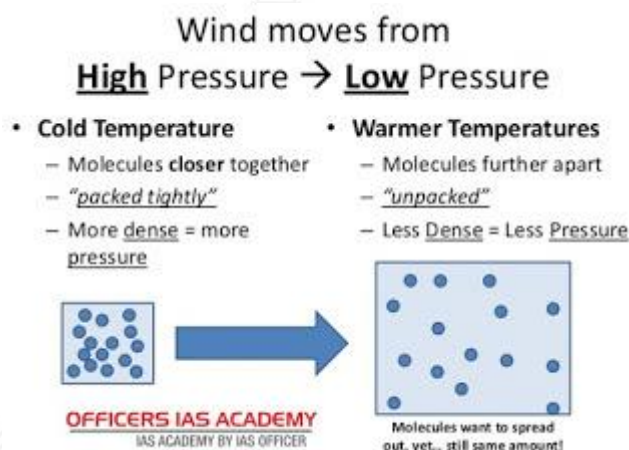 Wind moves from
High Pressure → Low Pressure
• Cold Temperature
– Molecules closer together
– "packed tightly"
– More dense = more
pressure
• Warmer Temperatures
– Molecules further apart
– "unpacked"
– Less Dense = Less Pressure
OFFICERS IAS ACADEMY
IAS ACADEMY BY IAS OFFICER
Molecules want to spread
out, yet... still same amount!